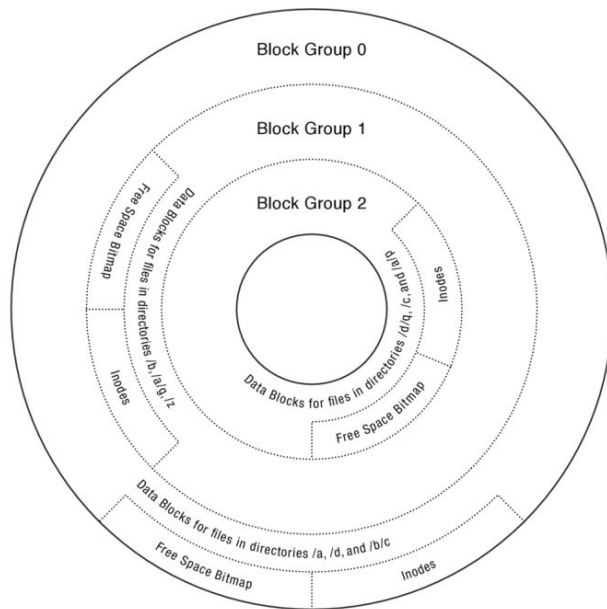 Block Group 0
Block Group 1
Block Group 2
Free Space Bitmap
Data Blocks for files in directories /b, /a/g, /z
Inodes
Inodes
Data Blocks for files in directories /d/q, /c, and /a/p
Free Space Bitmap
Data Blocks for files in directories /a, /d, and /b/c
Free Space Bitmap
Inodes